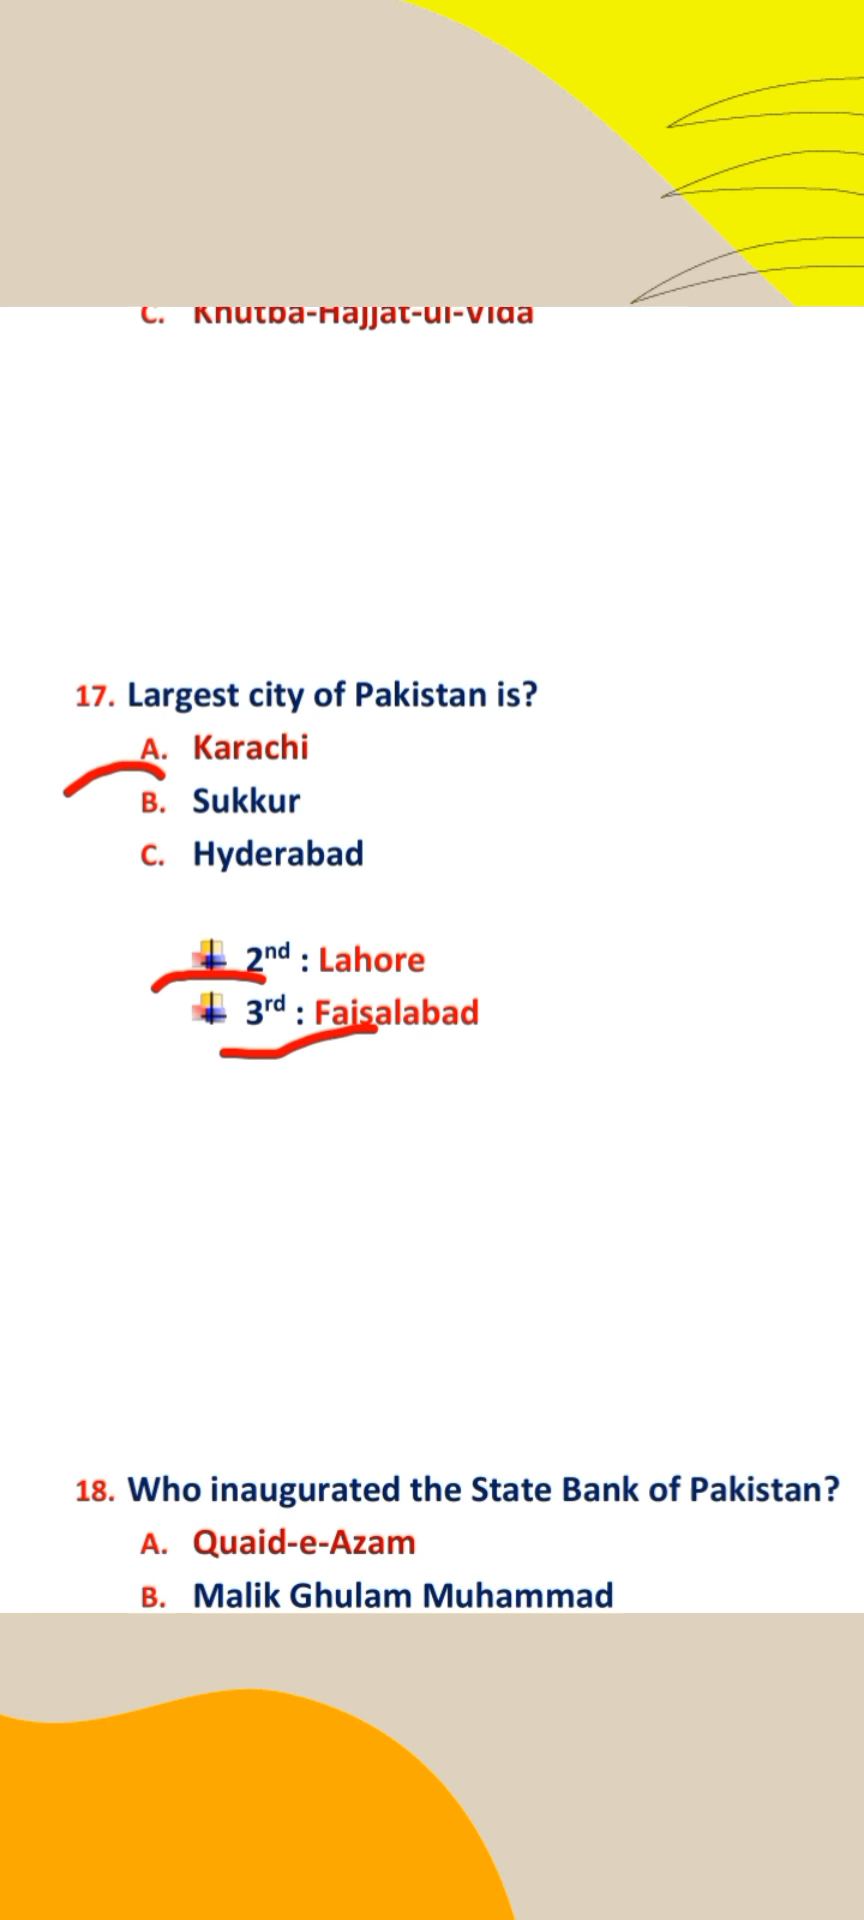 C. Khutba-Hajjat-ul-Vida
17. Largest city of Pakistan is?
A. Karachi
B. Sukkur
C. Hyderabad
2nd : Lahore
3rd : Faisalabad
18. Who inaugurated the State Bank of Pakistan?
A. Quaid-e-Azam
B. Malik Ghulam Muhammad